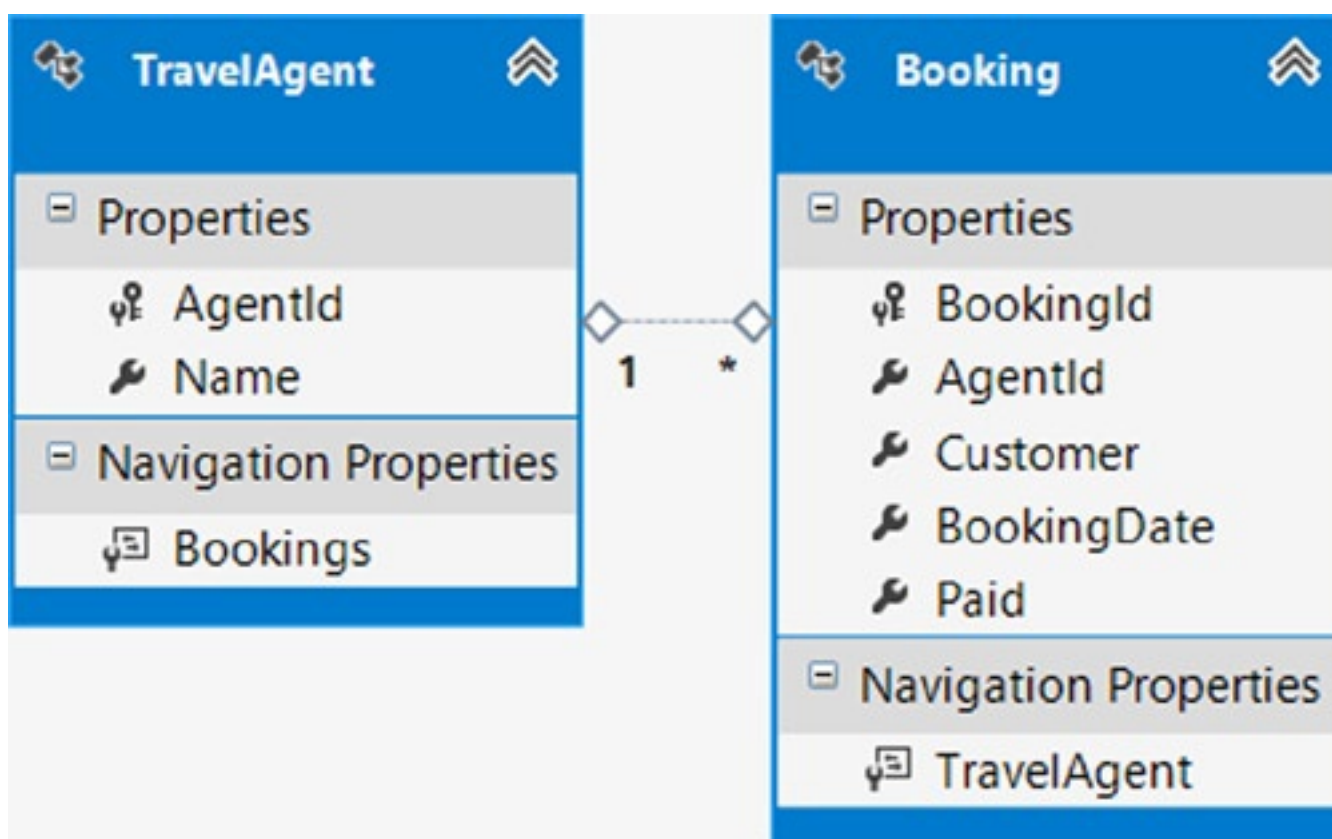 TravelAgent
Properties
AgentId
Name
Navigation Properties
Bookings
1 *
Booking
Properties
BookingId
AgentId
Customer
BookingDate
Paid
Navigation Properties
TravelAgent